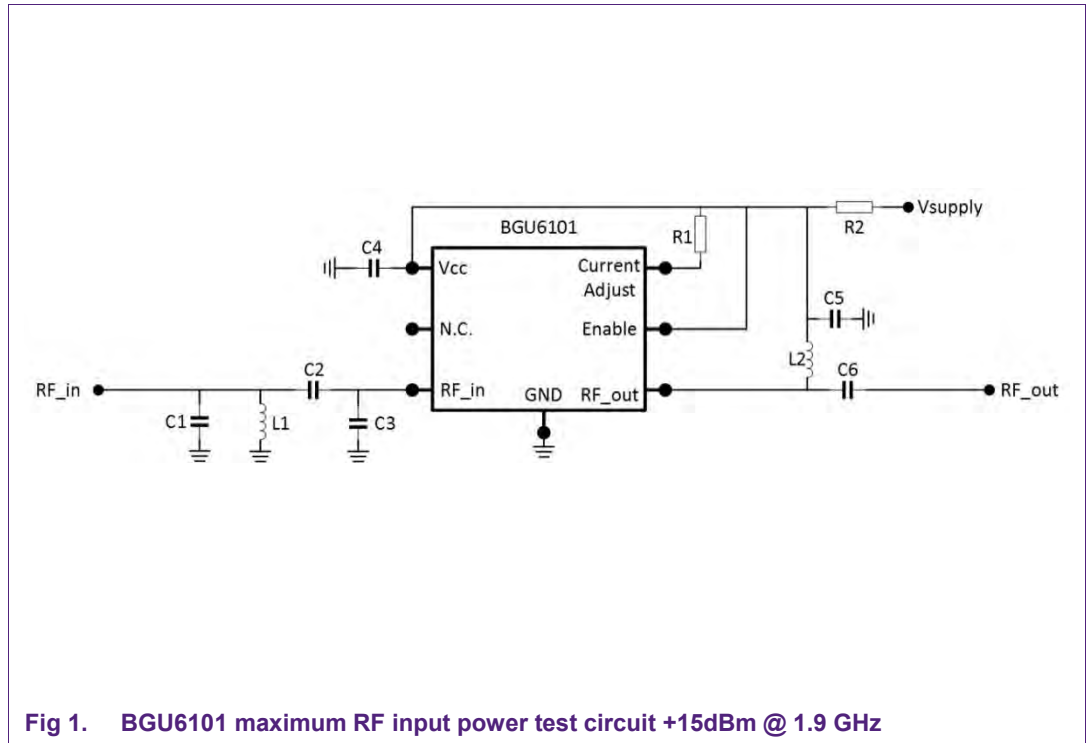 Vsupply
R2
BGU6101
R1
C4
Vcc
Current
Adjust
C5
N.C.
Enable
L2
C2
C6
RF_in
RF_in
GND
RF_out
RF_out
C1
L1
C3
Fig 1. BGU6101 maximum RF input power test circuit +15dBm @ 1.9 GHz